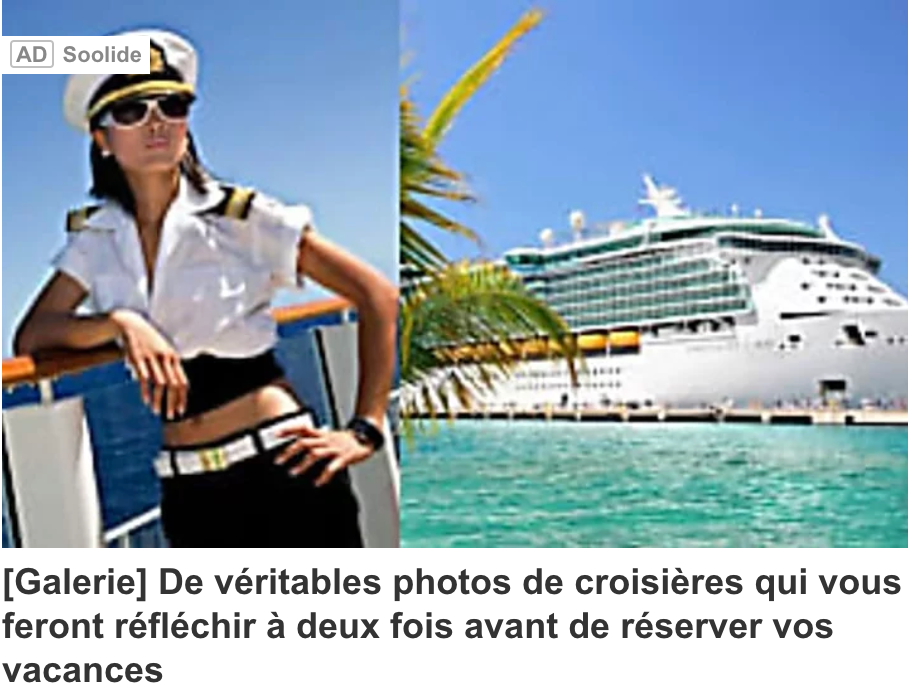 AD Soolide
[Galerie] De véritables photos de croisières qui vous
feront réfléchir à deux fois avant de réserver vos
vacances